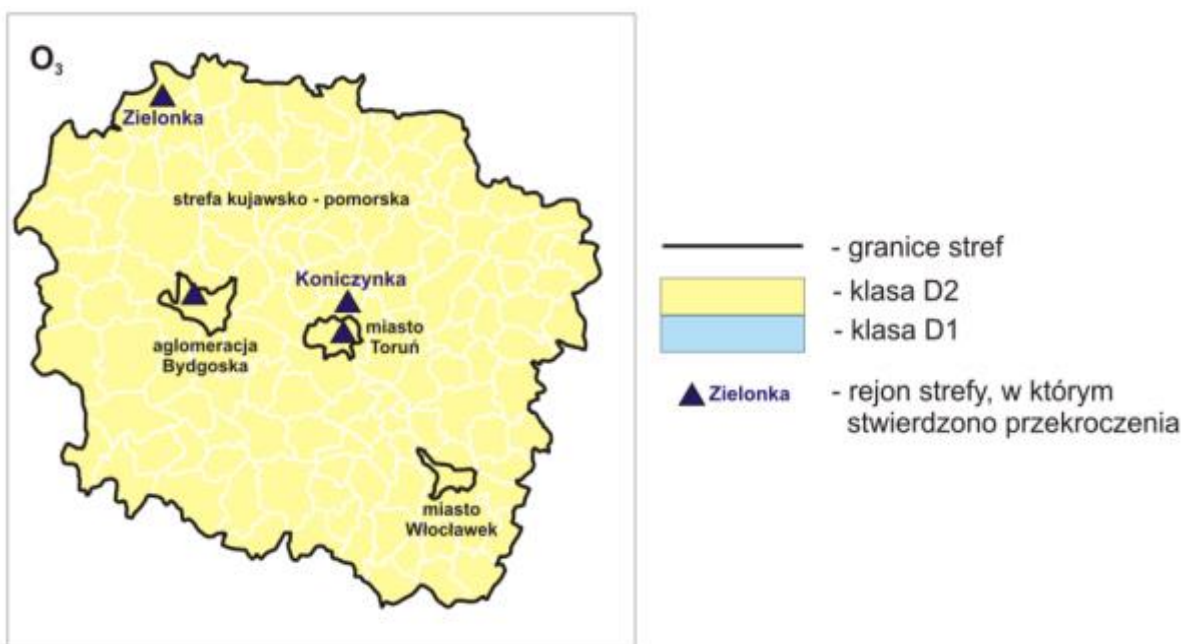 O₃
Zielonka
strefa kujawsko - pomorska
Koniczynka
aglomeracja
Bydgoska
miasto
Toruń
miasto
Włocławek
- granice stref
- klasa D2
- klasa D1
Zielonka - rejon strefy, w którym
stwierdzono przekroczenia